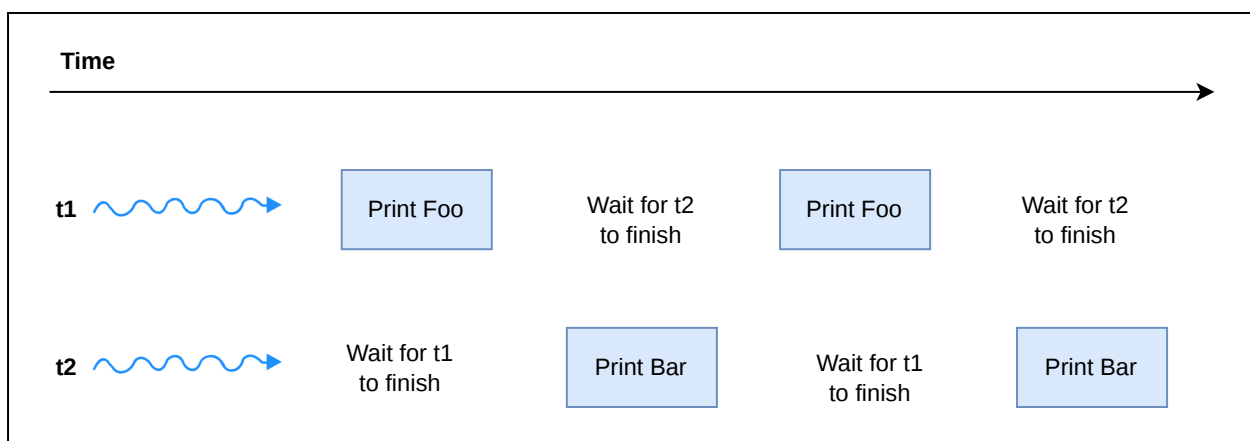 Time
t1
Print Foo
Wait for t2
to finish
Print Foo
Wait for t2
to finish
t2
Wait for t1
to finish
Print Bar
Wait for t1
to finish
Print Bar